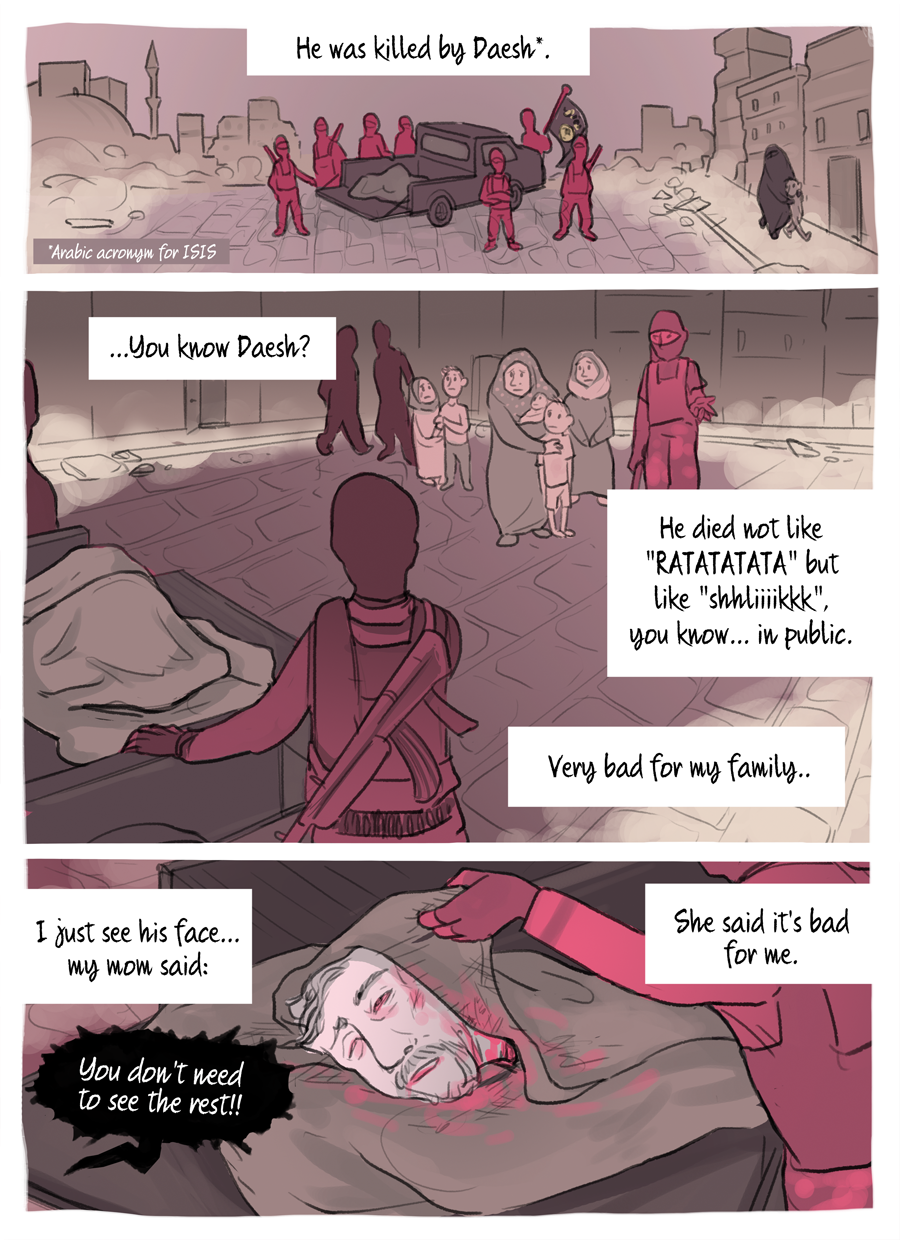 He was killed by Daesh*.
*Arabic acronym for ISIS
...You know Daesh?
He died not like
"RATATATATA" but
like "shhliiiikkk",
you know... in public.
Very bad for my family..
I just see his face...
my mom said:
She said it's bad
for me.
You don't need
to see the rest!!